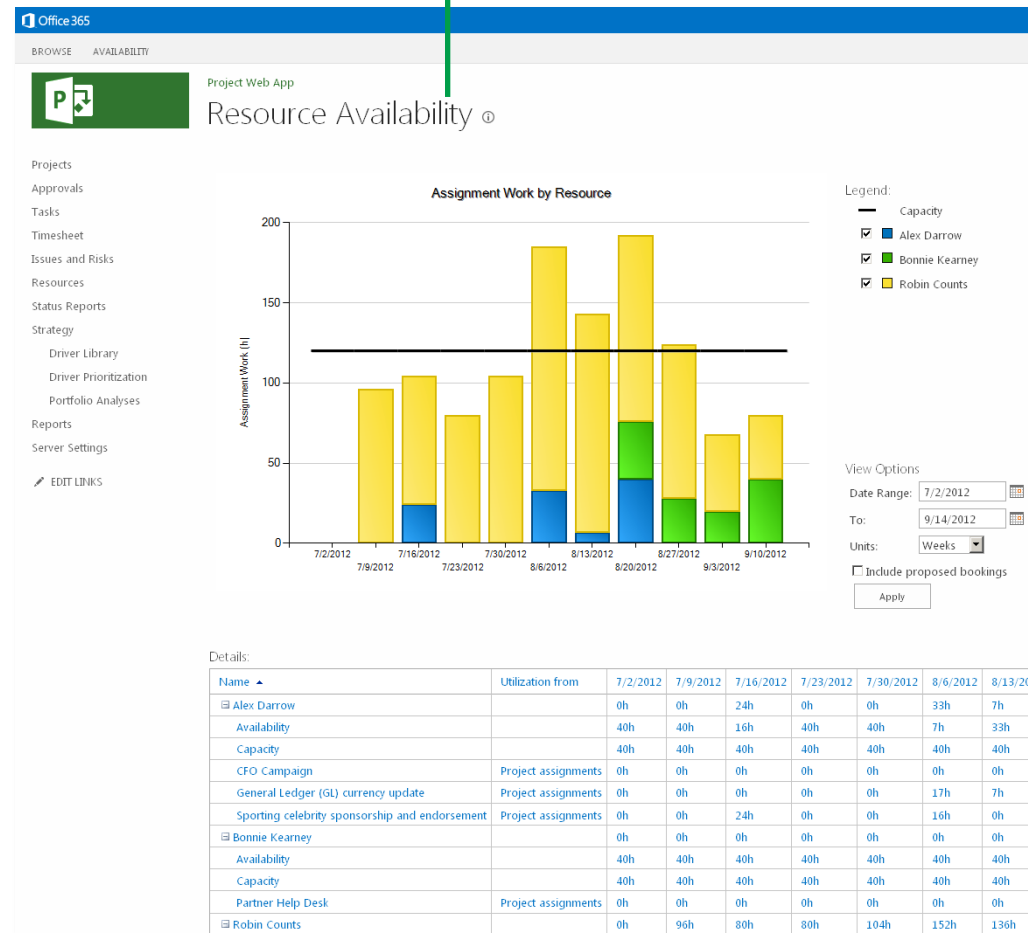 Office 365
BROWSE AVAILABILITY
P
Project Web App
Resource Availability
Projects
Approvals
Tasks
Timesheet
Issues and Risks
Resources
Status Reports
Strategy
Driver Library
Driver Prioritization
Portfolio Analyses
Reports
Server Settings
EDIT LINKS
Assignment Work by Resource
Assignment Work [h]
200
150
100
50
0
7/2/2012 7/16/2012 7/30/2012 8/13/2012 8/27/2012 9/10/2012
7/9/2012 7/23/2012 8/6/2012 8/20/2012 9/3/2012
Legend:
Capacity
Alex Darrow
Bonnie Kearney
Robin Counts
View Options
Date Range: 7/2/2012
To: 9/14/2012
Units: Weeks
Include proposed bookings
Apply
Details:
Name Utilization from 7/2/2012 7/9/2012 7/16/2012 7/23/2012 7/30/2012 8/6/2012 8/13/20
Alex Darrow 0h 0h 24h 0h 0h 33h 7h
Availability 40h 40h 16h 40h 40h 7h 33h
Capacity 40h 40h 40h 40h 40h 40h 40h
CFO Campaign Project assignments 0h 0h 0h 0h 0h 0h 0h
General Ledger (GL) currency update Project assignments 0h 0h 0h 0h 0h 17h 7h
Sporting celebrity sponsorship and endorsement Project assignments 0h 0h 24h 0h 0h 16h 0h
Bonnie Kearney 0h 0h 0h 0h 0h 0h 0h
Availability 40h 40h 40h 40h 40h 40h 40h
Capacity 40h 40h 40h 40h 40h 40h 40h
Partner Help Desk Project assignments 0h 0h 0h 0h 0h 0h 0h
Robin Counts 0h 96h 80h 80h 104h 152h 136h